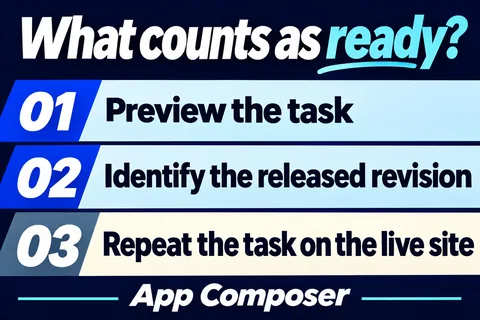 What counts as ready?
01 Preview the task
02 Identify the released revision
03 Repeat the task on the live site
App Composer